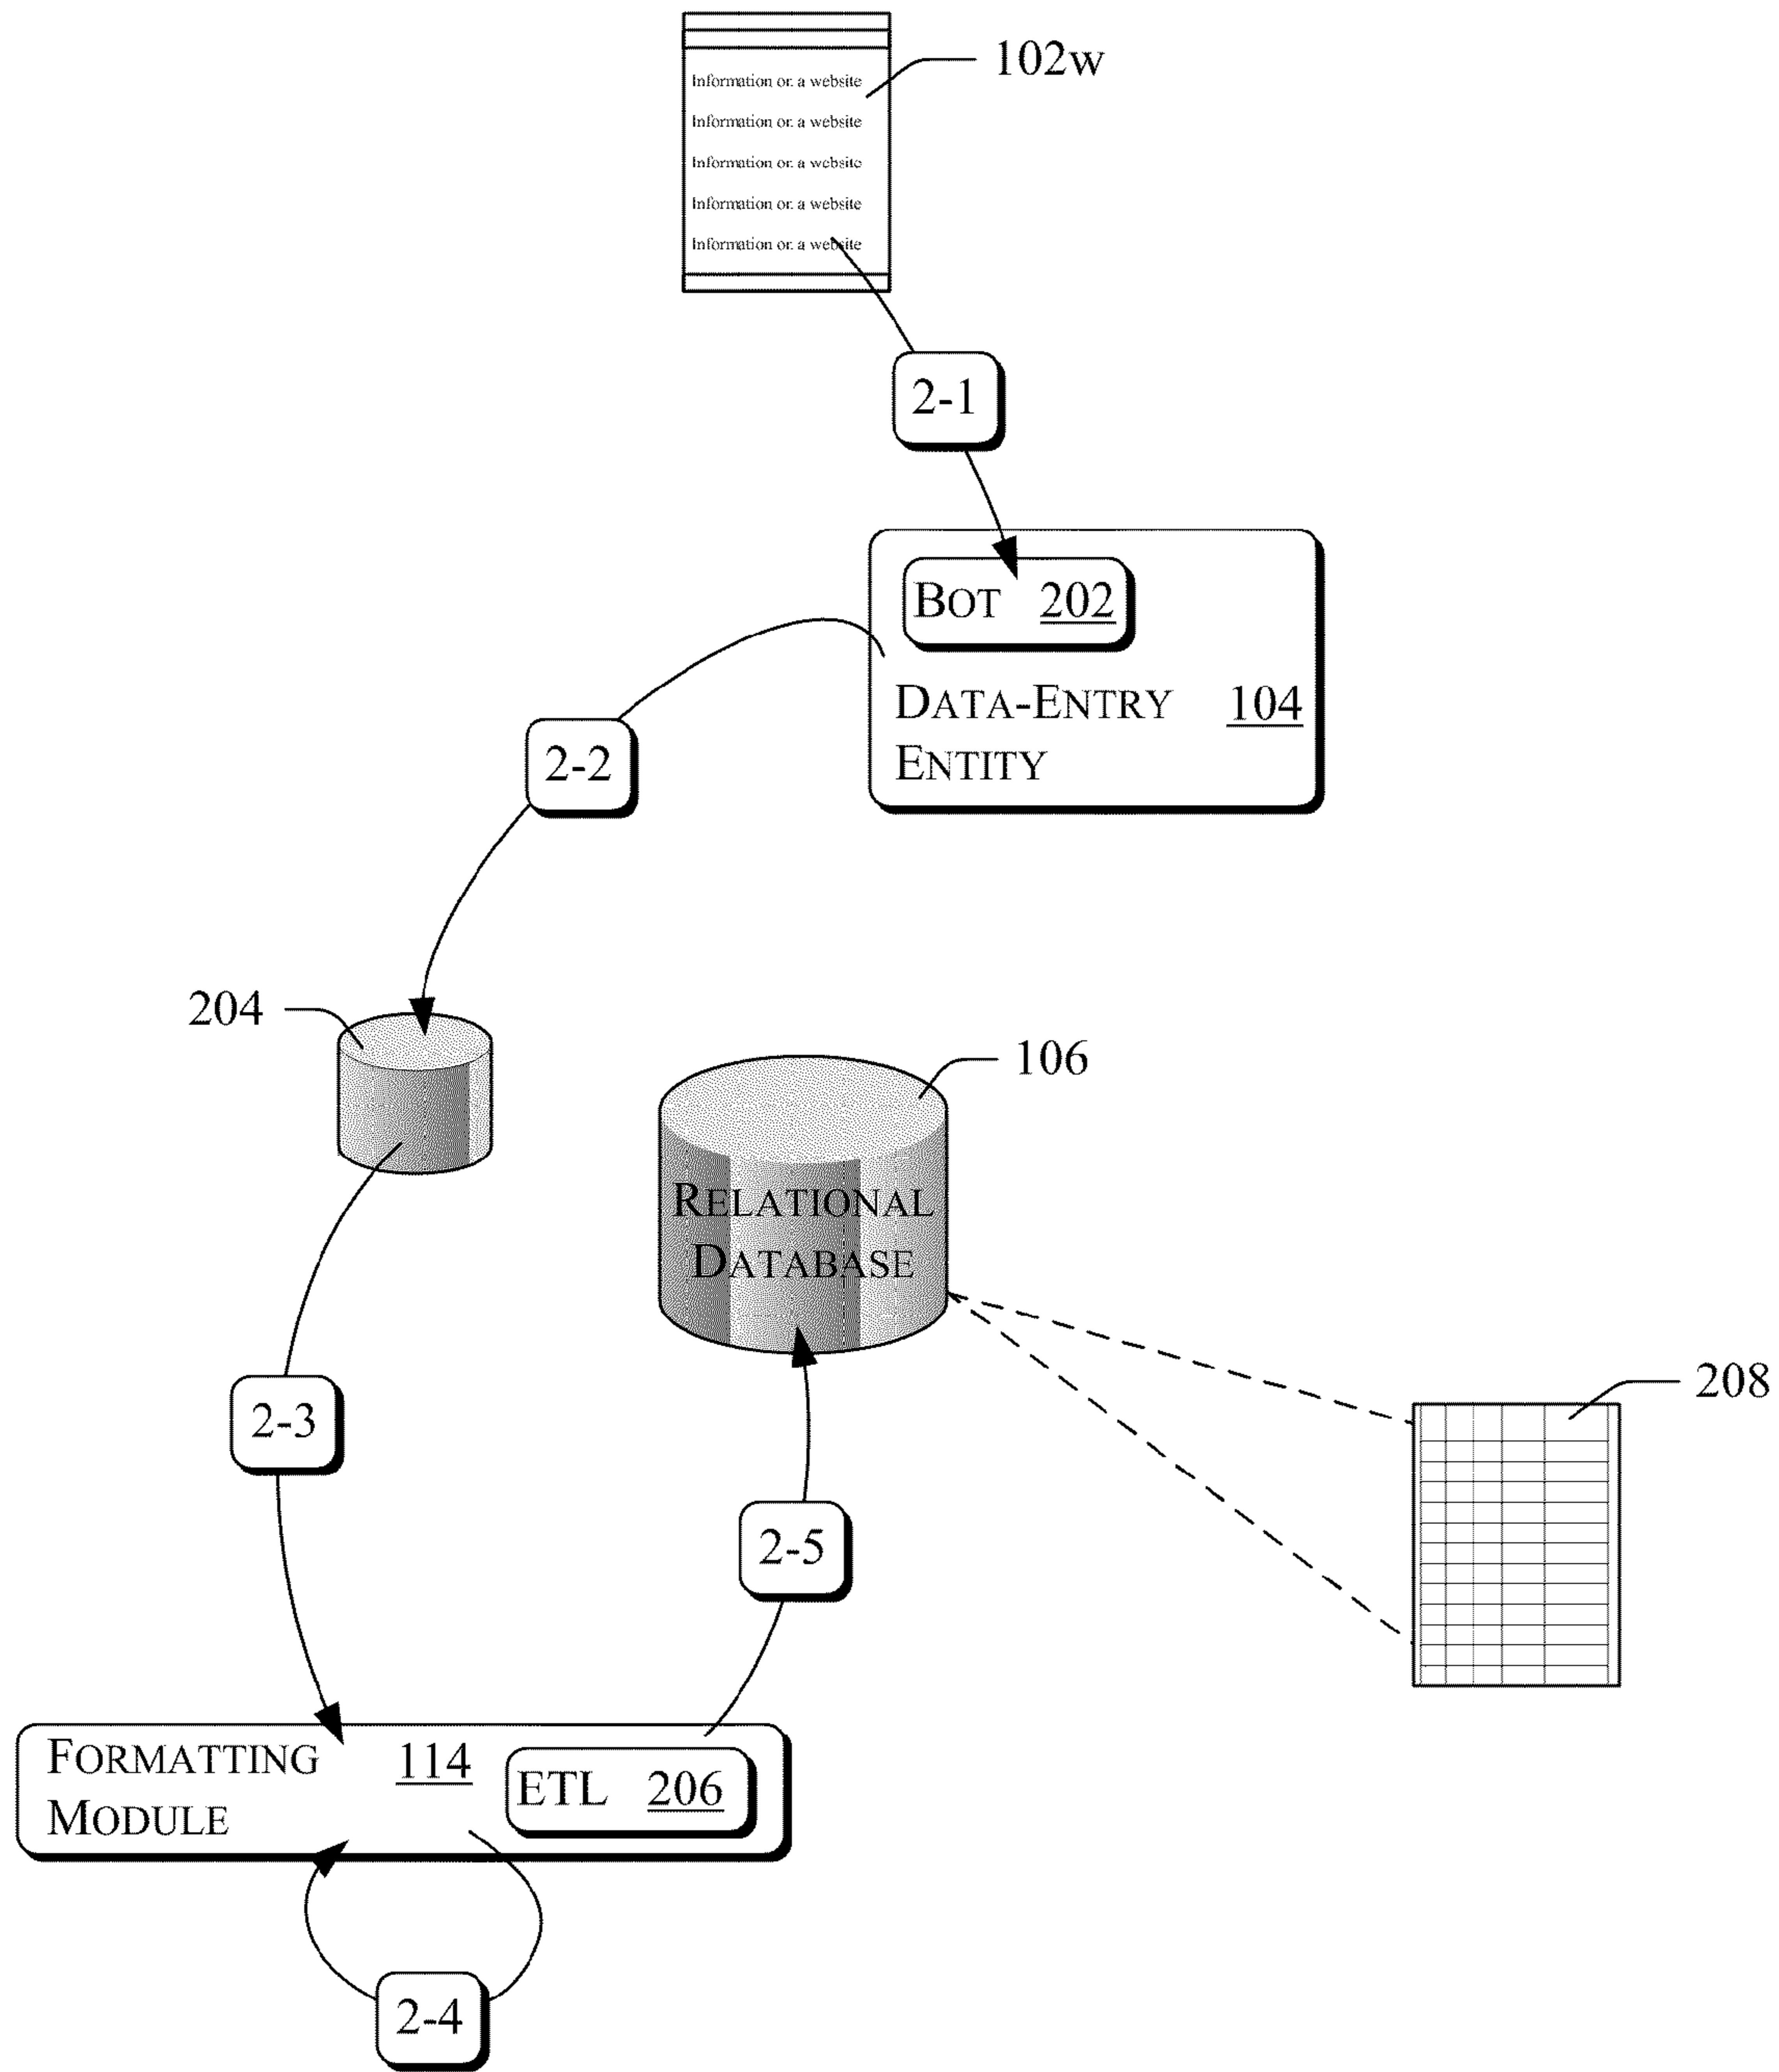 102w
Information on a website
Information on a website
Information on a website
Information on a website
Information on a website
2-1
BOT 202
DATA-ENTRY 104
ENTITY
2-2
204
106
RELATIONAL
DATABASE
208
2-3
2-5
FORMATTING 114
MODULE
ETL 206
2-4